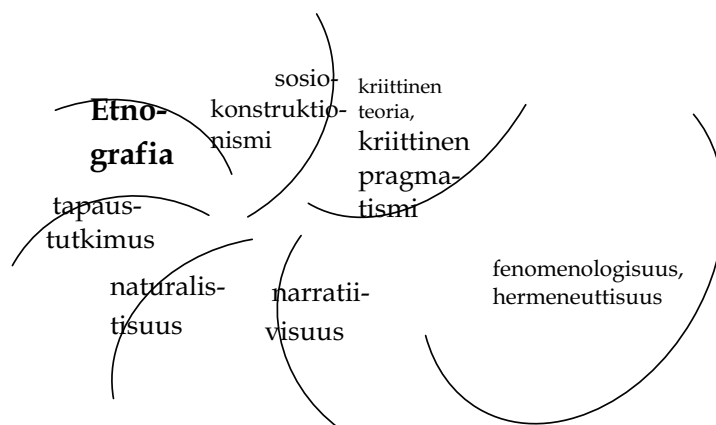 Etno-
grafia
sosio-
konstruktio-
nismi
kriittinen
teoria,
kriittinen
pragma-
tismi
tapaus-
tutkimus
naturalis-
tisuus
narratii-
visuus
fenomenologisuus,
hermeneuttisuus